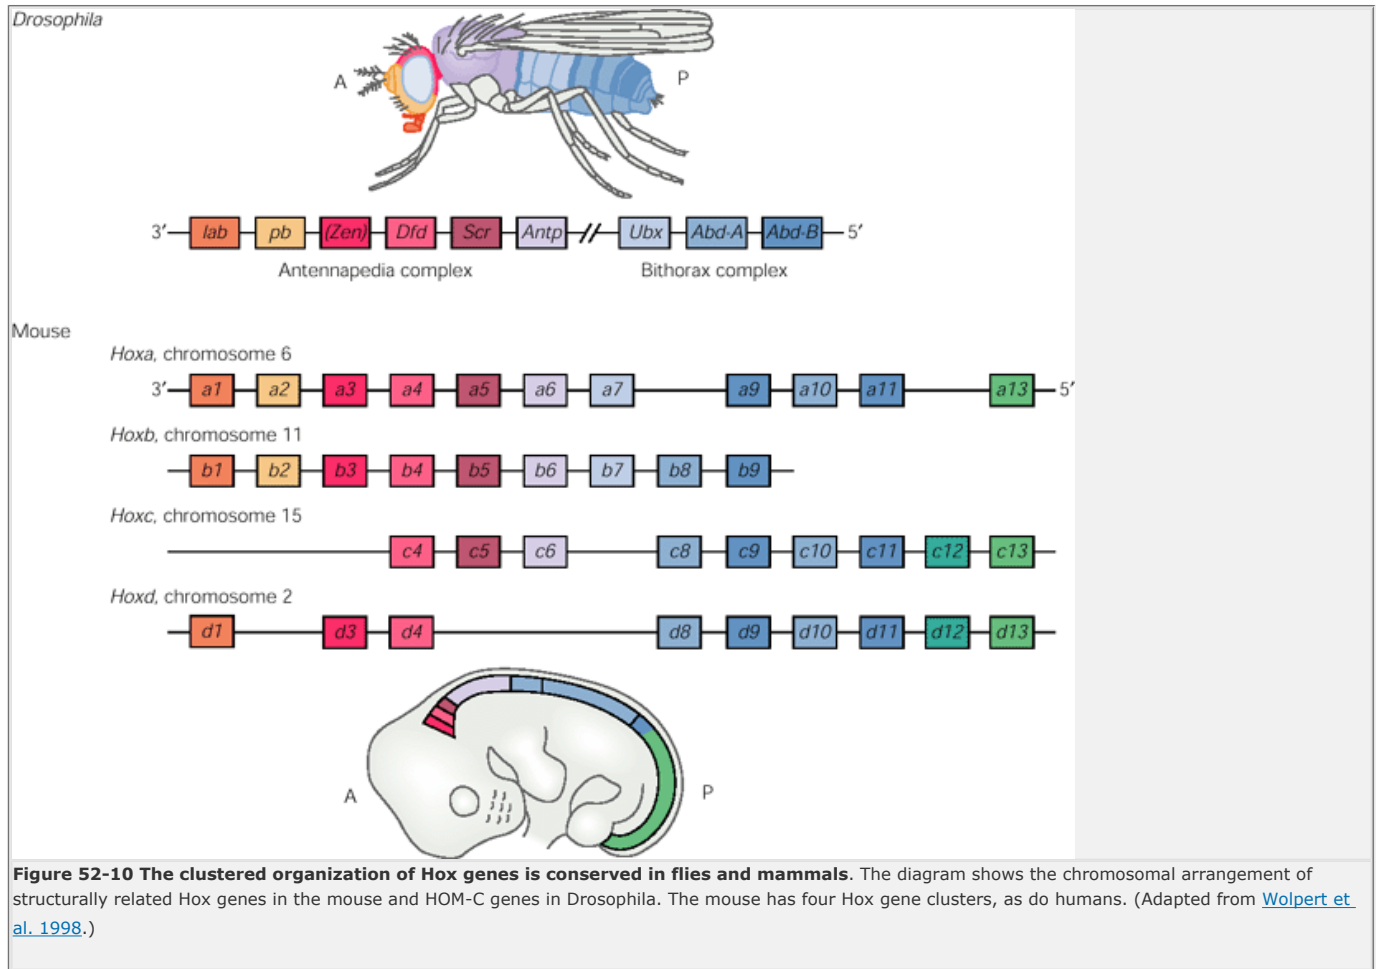 Drosophila
A
P
3′ lab pb (Zen) Dfd Scr Antp Ubx Abd-A Abd-B 5′
Antennapedia complex Bithorax complex
Mouse
Hoxa, chromosome 6
3′ a1 a2 a3 a4 a5 a6 a7 a9 a10 a11 a13 5′
Hoxb, chromosome 11
b1 b2 b3 b4 b5 b6 b7 b8 b9
Hoxc, chromosome 15
c4 c5 c6 c8 c9 c10 c11 c12 c13
Hoxd, chromosome 2
d1 d3 d4 d8 d9 d10 d11 d12 d13
A
P
Figure 52-10 The clustered organization of Hox genes is conserved in flies and mammals. The diagram shows the chromosomal arrangement of
structurally related Hox genes in the mouse and HOM-C genes in Drosophila. The mouse has four Hox gene clusters, as do humans. (Adapted from Wolpert et
al. 1998.)